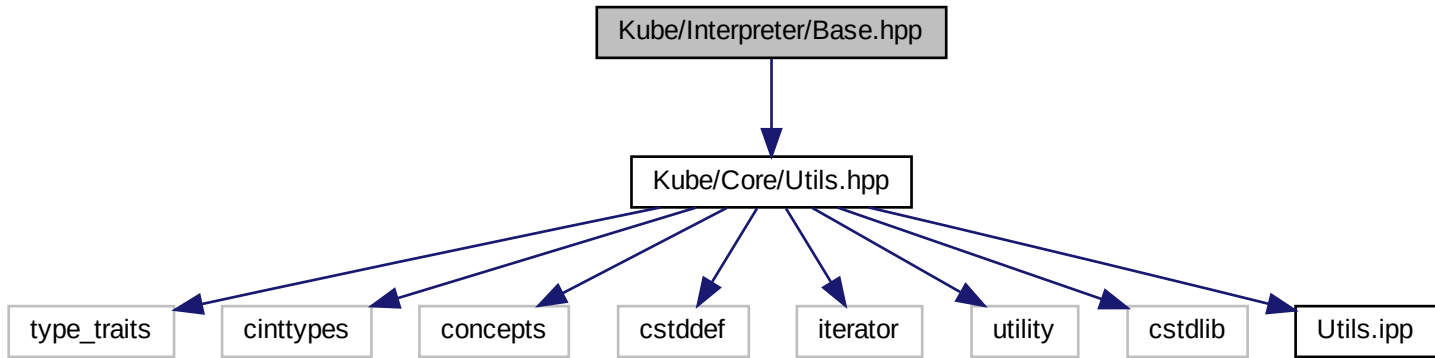 Kube/Interpreter/Base.hpp
Kube/Core/Utils.hpp
type_traits
cinttypes
concepts
cstddef
iterator
utility
cstdlib
Utils.ipp